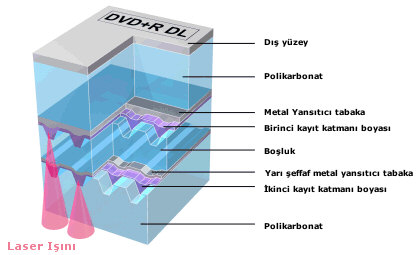 DVD+R DL
Dış yüzey
Polikarbonat
Metal Yansıtıcı tabaka
Birinci kayıt katmanı boyası
Boşluk
Yarı şeffaf metal yansıtıcı tabaka
İkinci kayıt katmanı boyası
Polikarbonat
Laser Işını